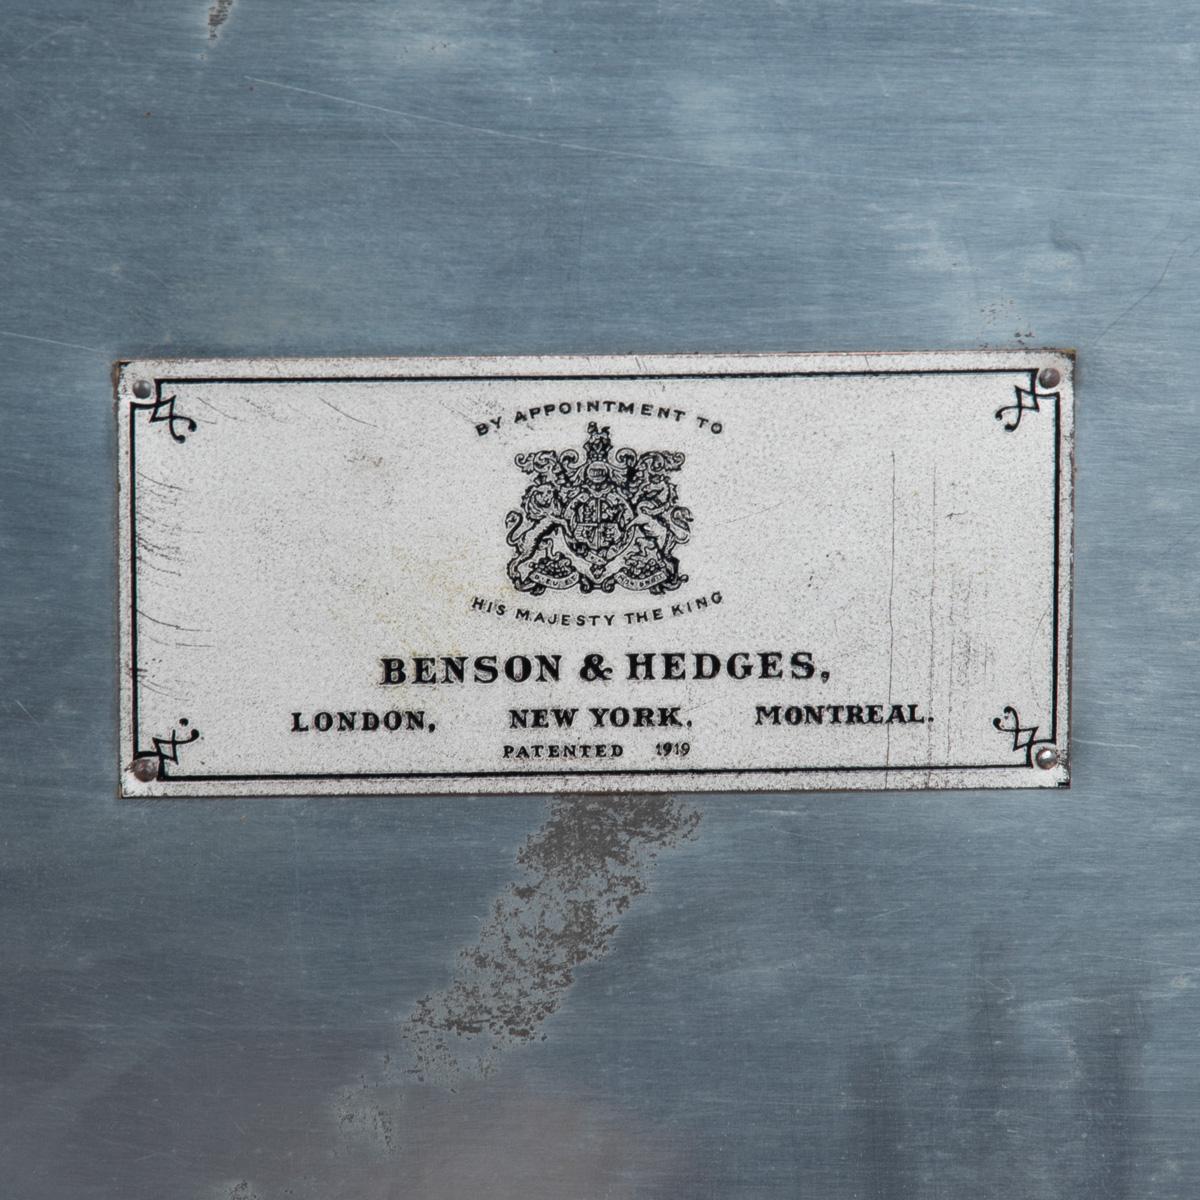 BY APPOINTMENT TO
HIS MAJESTY THE KING
BENSON & HEDGES,
LONDON, NEW YORK. MONTREAL.
PATENTED 1919